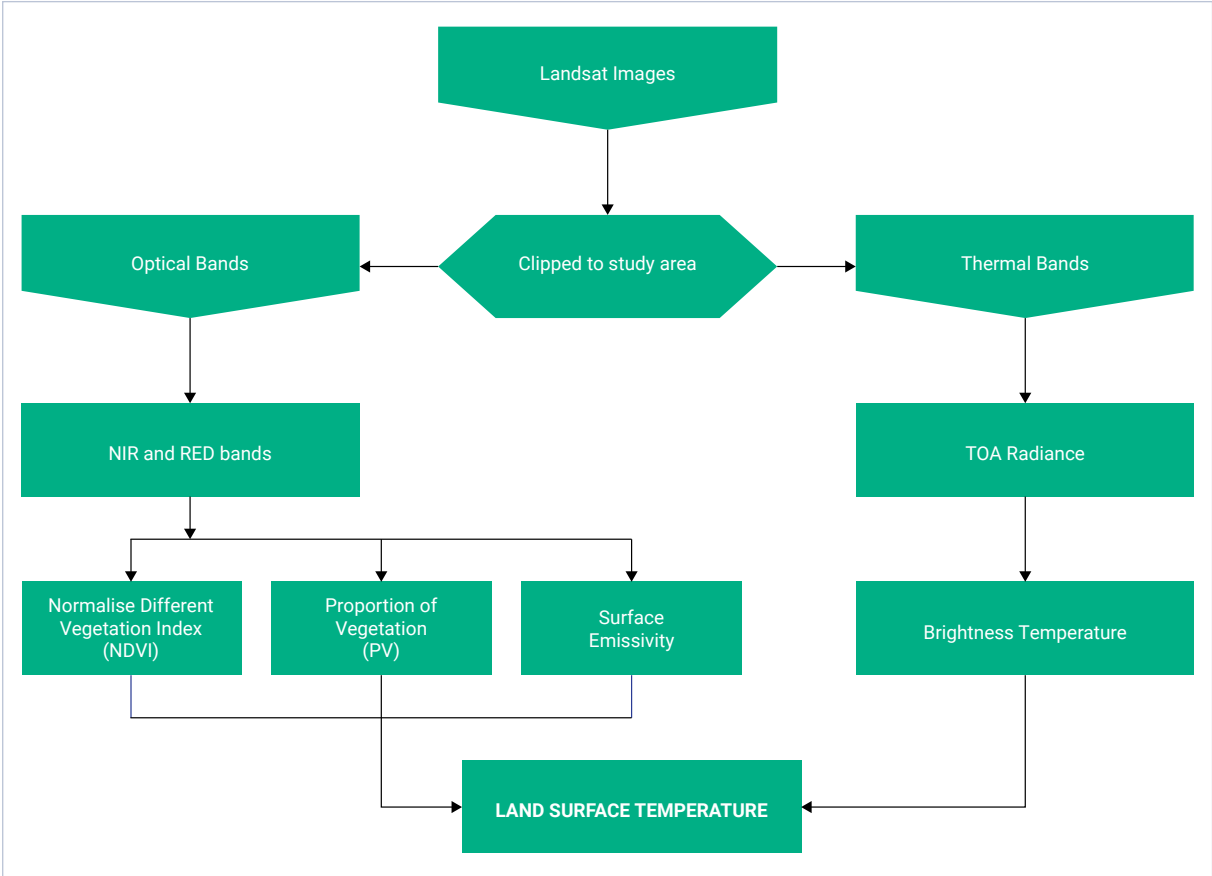 Landsat Images
Optical Bands
Clipped to study area
Thermal Bands
NIR and RED bands
TOA Radiance
Normalise Different
Vegetation Index
(NDVI)
Proportion of
Vegetation
(PV)
Surface
Emissivity
Brightness Temperature
LAND SURFACE TEMPERATURE